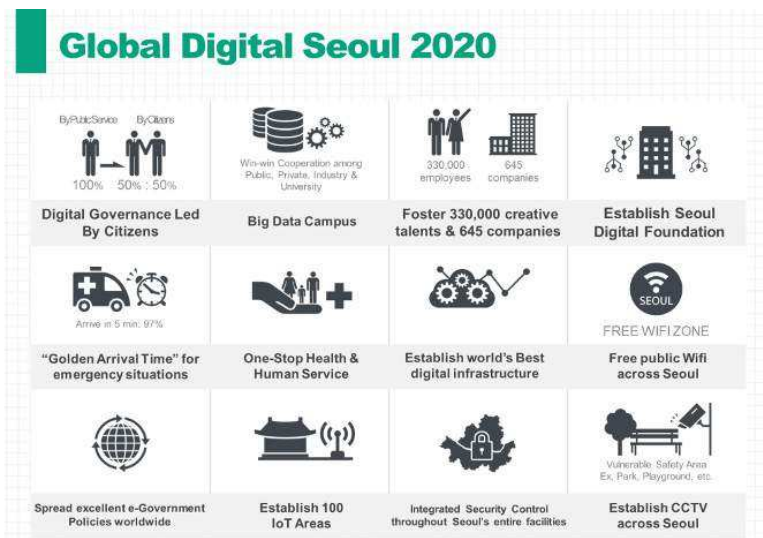 Global Digital Seoul 2020
By Public Service By Citizens
100% 50% : 50%
Digital Governance Led
By Citizens
Win-win Cooperation among
Public, Private, Industry &
University
Big Data Campus
330,000
employees
645
companies
Foster 330,000 creative
talents & 645 companies
Establish Seoul
Digital Foundation
Arrive in 5 min: 97%
“Golden Arrival Time” for
emergency situations
One-Stop Health &
Human Service
Establish world's Best
digital infrastructure
SEOUL
FREE WIFI ZONE
Free public Wifi
across Seoul
Spread excellent e-Government
Policies worldwide
Establish 100
IoT Areas
Integrated Security Control
throughout Seoul's entire facilities
Vulnerable Safety Area
Ex, Park, Playground, etc.
Establish CCTV
across Seoul